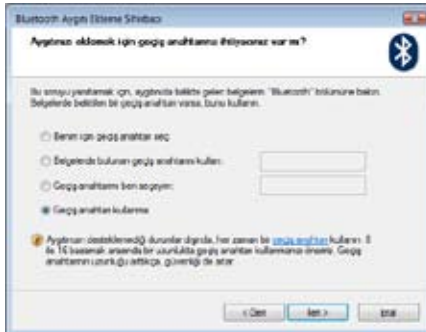 Bluetooth Aygıtı Ekleme Sihirbazı
Aygıtınızı eklemek için geçiş anahtarına ihtiyacınız var mı?
Bu soruyu yanıtlamak için, aygıtınızla birlikte gelen belgelerin "Bluetooth" bölümüne bakın.
Belgelerde belirtilen bir geçiş anahtarı varsa, bunu kullanın.
Benim için geçiş anahtarı seç
Belgelerde bulunan geçiş anahtarını kullan:
Geçiş anahtarını ben seçeyim:
Geçiş anahtarı kullanma
Aygıtınızın desteklemediği durumlar dışında, her zaman bir geçiş anahtarı kullanın. 8
ile 16 basamak arasında bir uzunlukta geçiş anahtarı kullanmanızı öneririz. Geçiş
anahtarının uzunluğu arttıkça, güvenliği de artar.
< Geri
İleri >
İptal